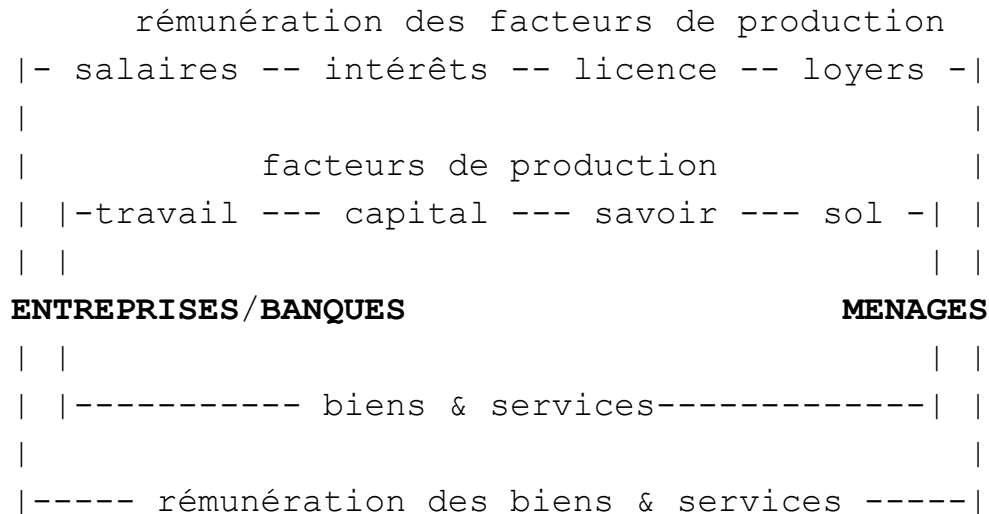 rémunération des facteurs de production
|- salaires -- intérêts -- licence -- loyers -|
|                                             |
|          facteurs de production             |
| |-travail --- capital --- savoir --- sol -| |
| |                                         | |
ENTREPRISES/BANQUES                     MENAGES
| |                                         | |
| |----------- biens & services-------------| |
|                                             |
|----- rémunération des biens & services -----|